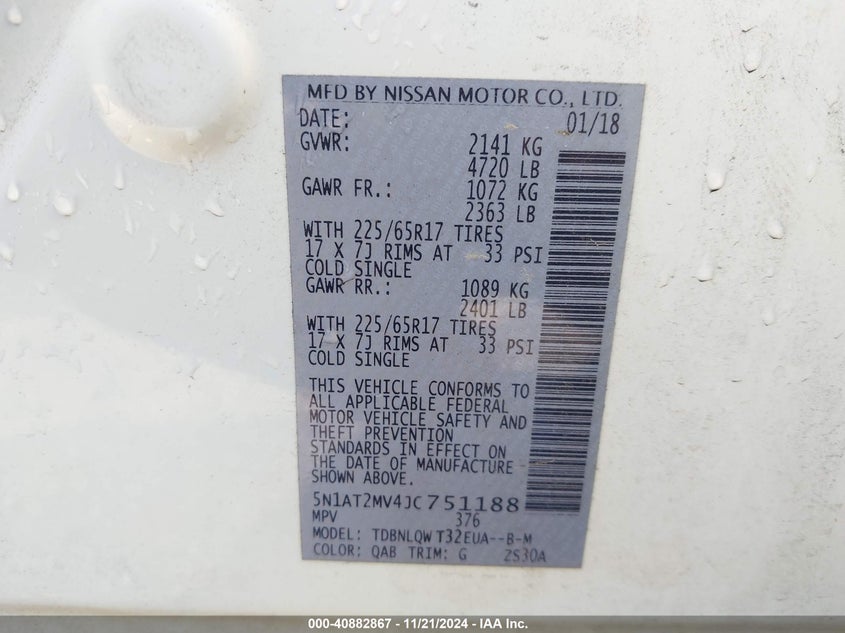 MFD BY NISSAN MOTOR CO., LTD.
DATE: 01/18
GVWR: 2141 KG
4720 LB
GAWR FR.: 1072 KG
2363 LB
WITH 225/65R17 TIRES
17 X 7J RIMS AT 33 PSI
COLD SINGLE
GAWR RR.: 1089 KG
2401 LB
WITH 225/65R17 TIRES
17 X 7J RIMS AT 33 PSI
COLD SINGLE
THIS VEHICLE CONFORMS TO
ALL APPLICABLE FEDERAL
MOTOR VEHICLE SAFETY AND
THEFT PREVENTION
STANDARDS IN EFFECT ON
THE DATE OF MANUFACTURE
SHOWN ABOVE.
5N1AT2MV4JC751188
MPV 376
MODEL: TDBNLQW T32EUA--B-M
COLOR: QAB TRIM: G ZS30A
000-40882867 - 11/21/2024 - IAA Inc.